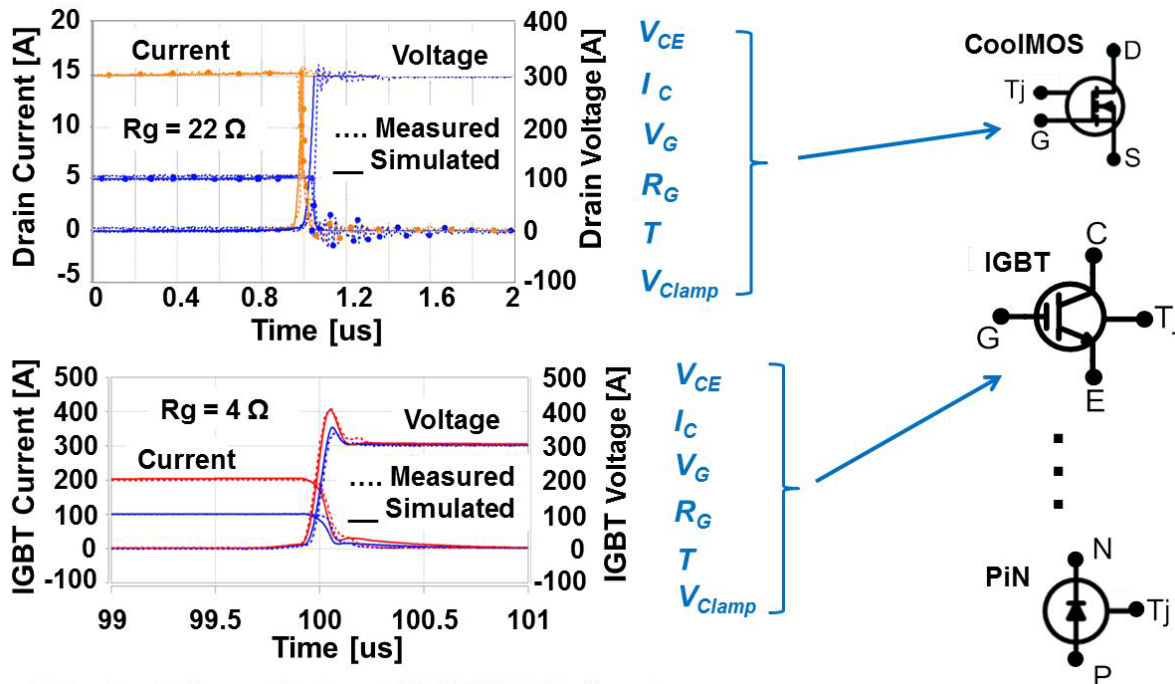 20
15
10
5
0
-5
400
300
200
100
0
-100
Drain Current [A]
Drain Voltage [A]
Current
Voltage
Rg = 22 Ω
.... Measured
__ Simulated
0 0.4 0.8 1.2 1.6 2
Time [us]
V_CE
I_C
V_G
R_G
T
V_Clamp
CoolMOS
D
Tj
G
S
500
400
300
200
100
0
-100
500
400
300
200
100
0
-100
IGBT Current [A]
IGBT Voltage [A]
Rg = 4 Ω
Voltage
Current
.... Measured
__ Simulated
99 99.5 100 100.5 101
Time [us]
V_CE
I_C
V_G
R_G
T
V_Clamp
IGBT
C
G
E
PiN
N
Tj
P